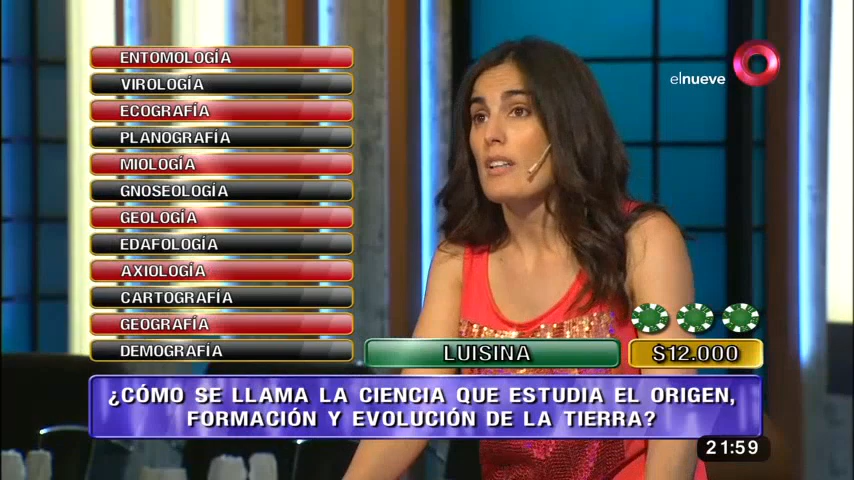 ENTOMOLOGÍA
VIROLOGÍA
ECOGRAFÍA
PLANOGRAFÍA
MIOLOGÍA
GNOSEOLOGÍA
GEOLOGÍA
EDAFOLOGÍA
AXIOLOGÍA
CARTOGRAFÍA
GEOGRAFÍA
DEMOGRAFÍA
elnueve
LUISINA
$12.000
¿CÓMO SE LLAMA LA CIENCIA QUE ESTUDIA EL ORIGEN,
FORMACIÓN Y EVOLUCIÓN DE LA TIERRA?
21:59